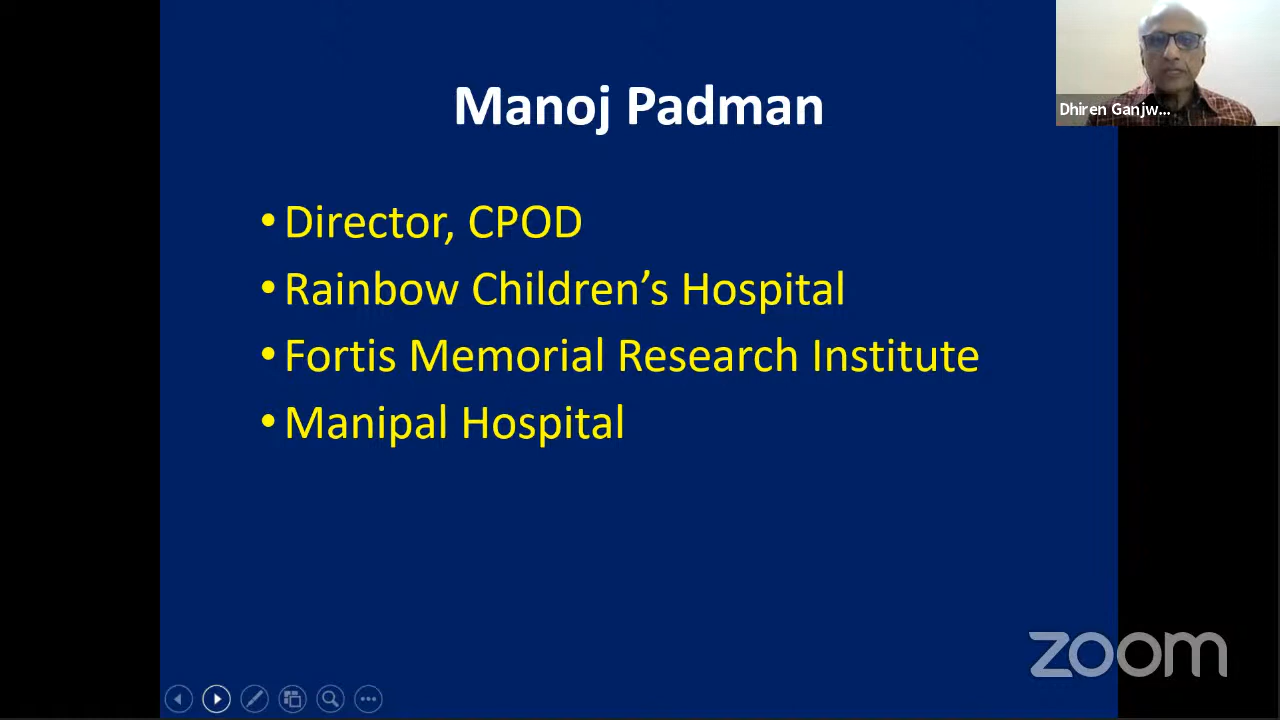 Manoj Padman
Dhiren Ganjw...
• Director, CPOD
• Rainbow Children’s Hospital
• Fortis Memorial Research Institute
• Manipal Hospital
zoom